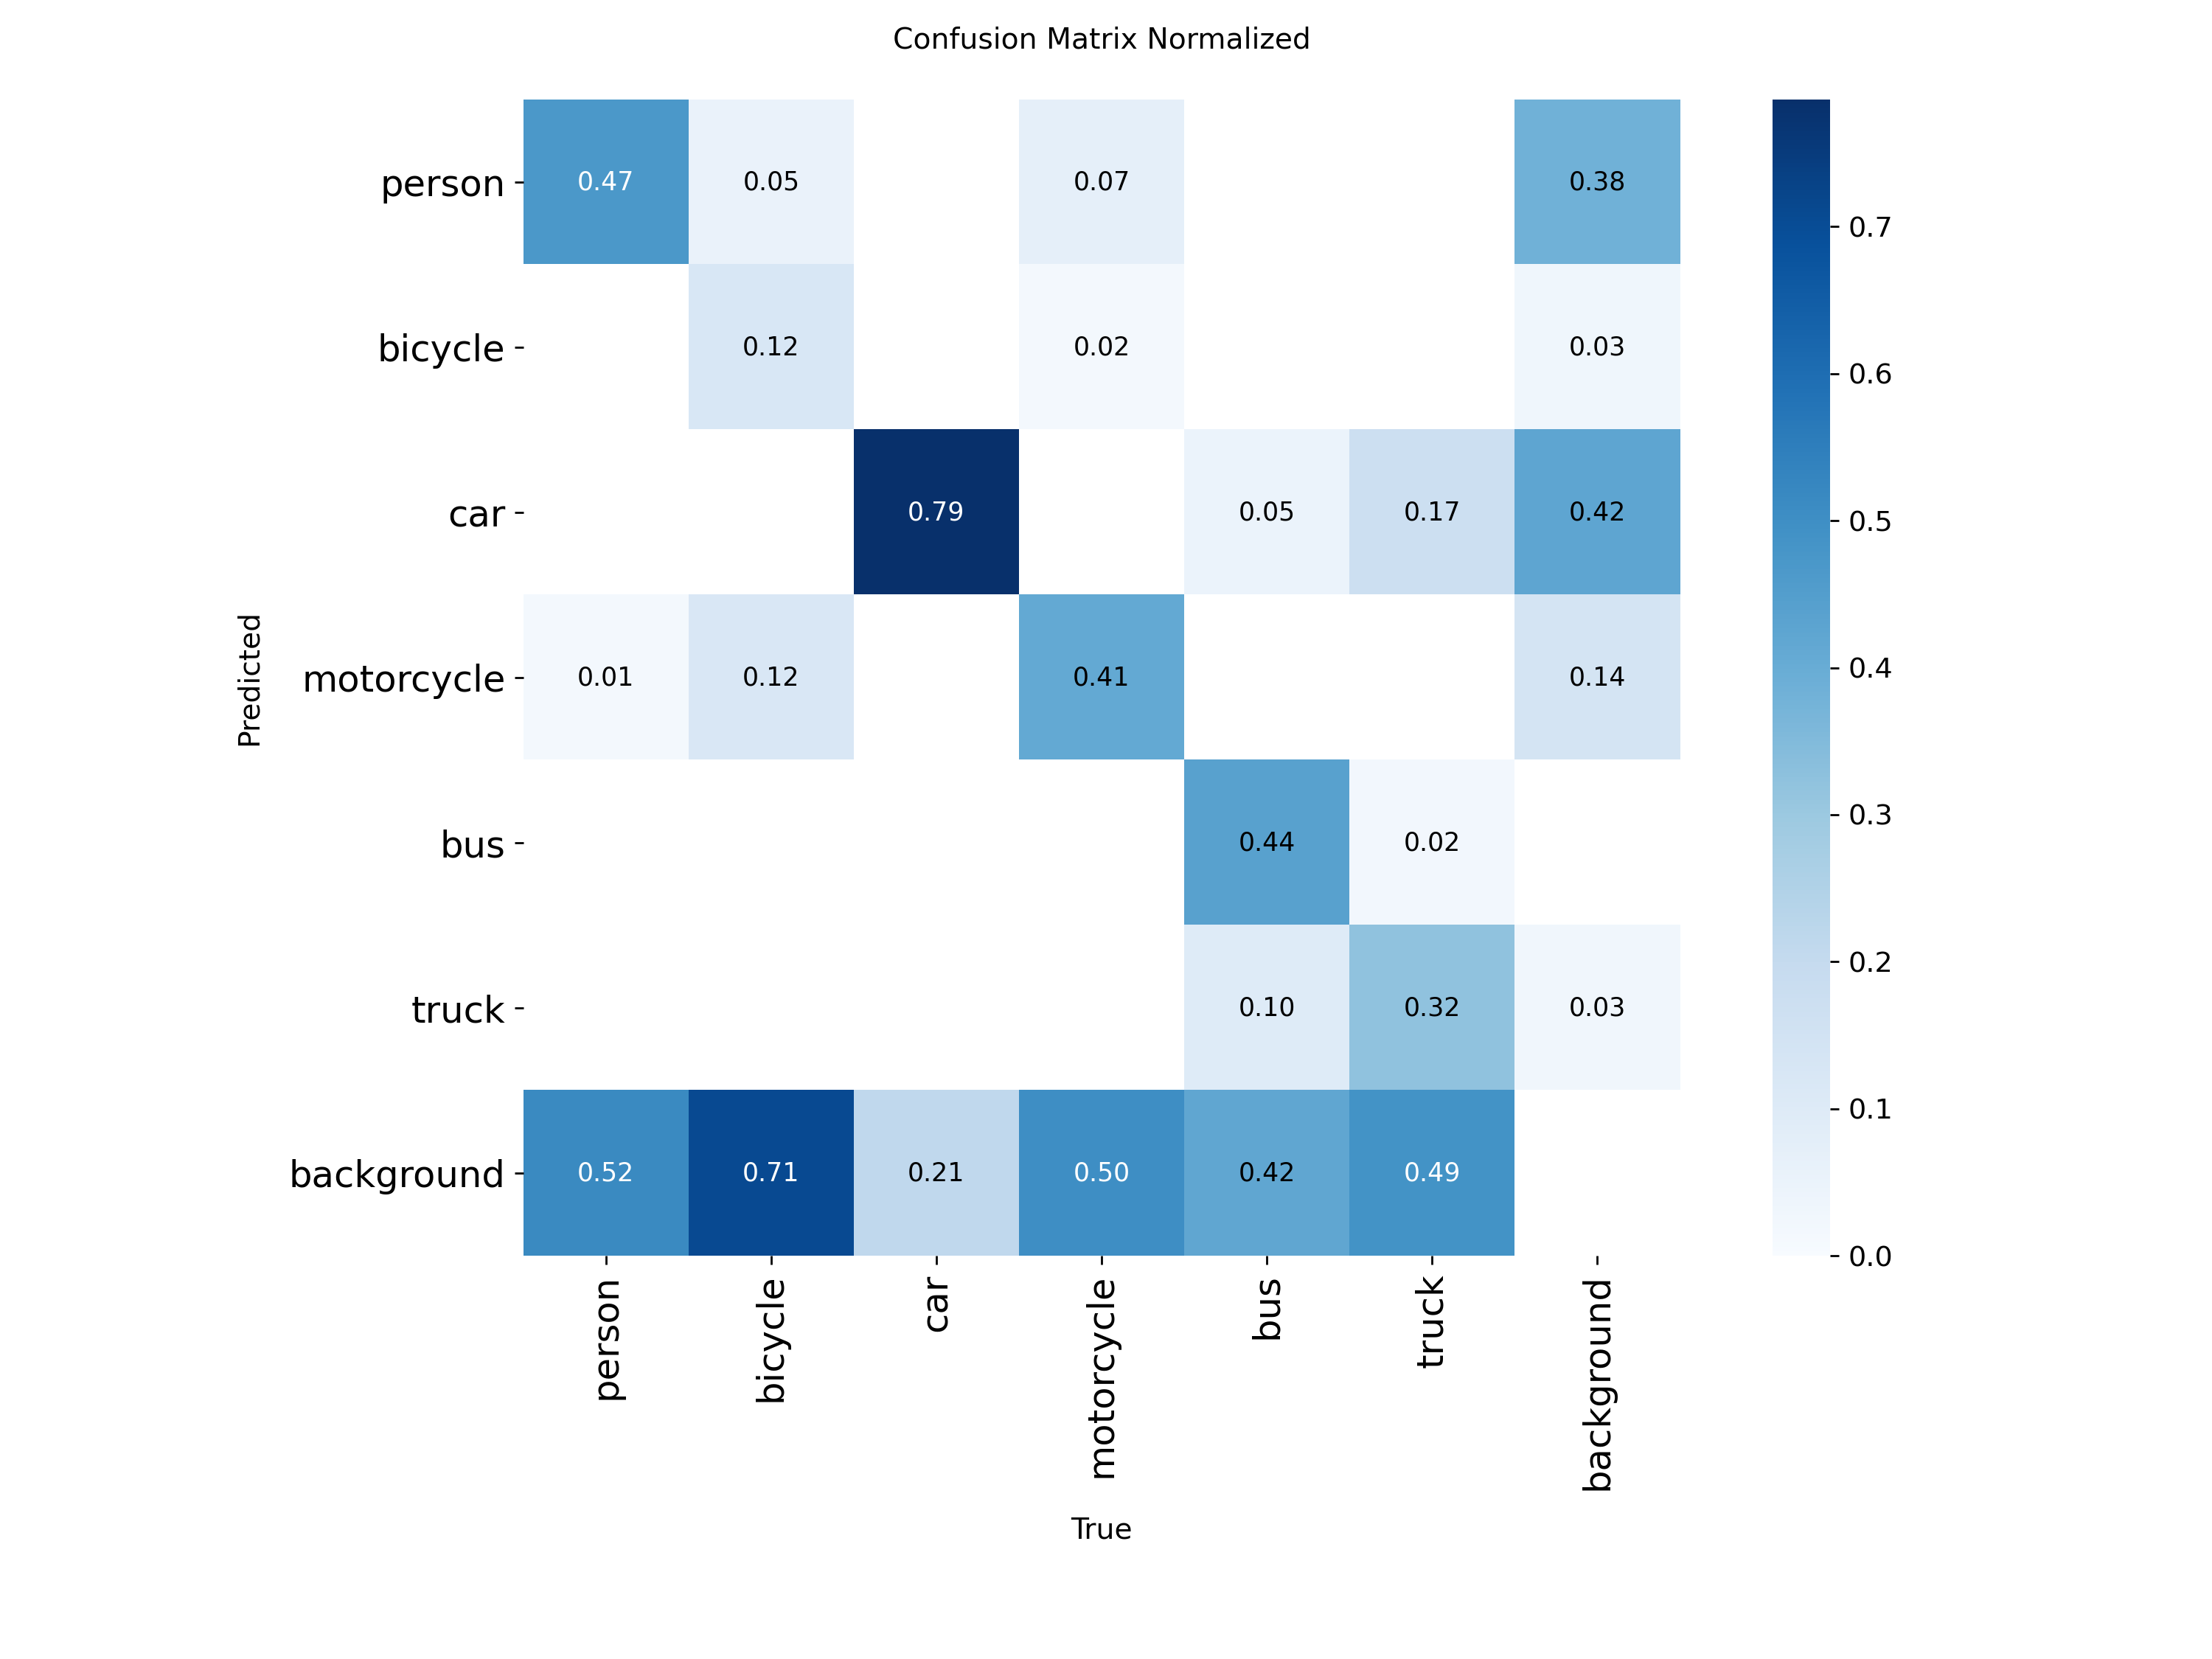 Confusion Matrix Normalized
person 0.47 0.05 0.07 0.38
bicycle 0.12 0.02 0.03
car 0.79 0.05 0.17 0.42
motorcycle 0.01 0.12 0.41 0.14
bus 0.44 0.02
truck 0.10 0.32 0.03
background 0.52 0.71 0.21 0.50 0.42 0.49
Predicted
person bicycle car motorcycle bus truck background
True
0.7
0.6
0.5
0.4
0.3
0.2
0.1
0.0